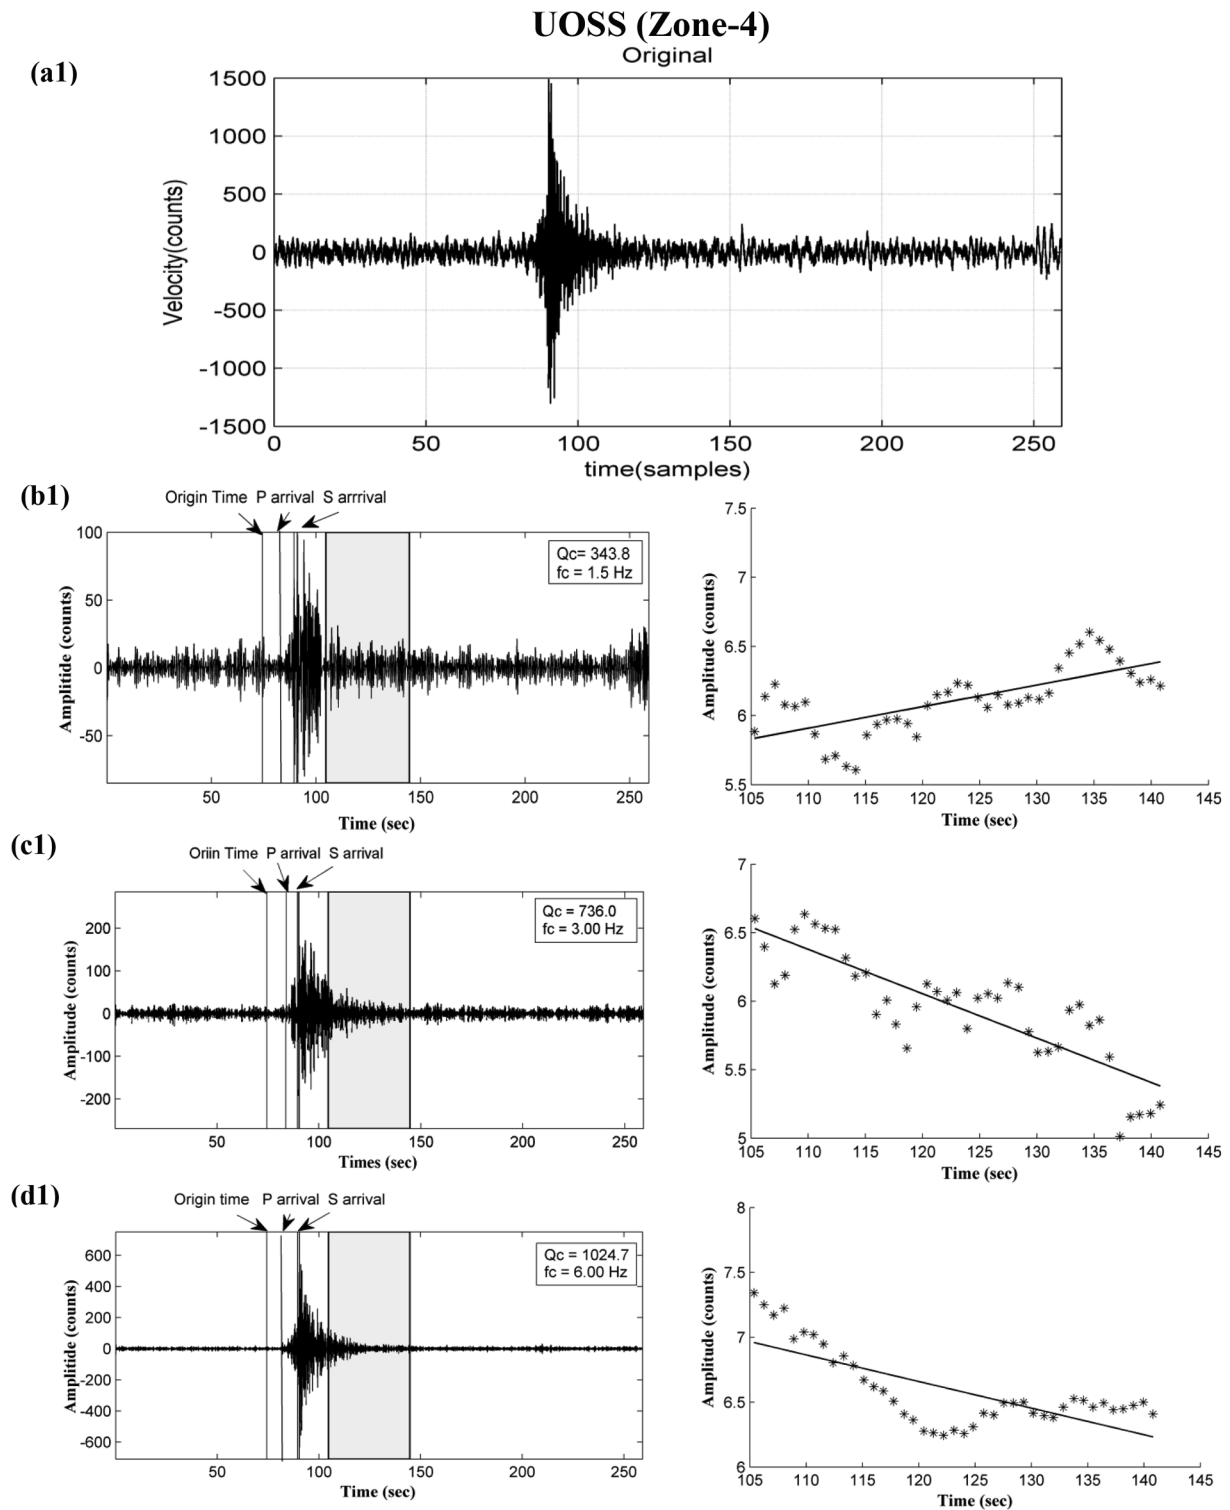 UOSS (Zone-4)
Original
(a1)
1500
1000
500
0
-500
-1000
-1500
Velocity(counts)
0 50 100 150 200 250
time(samples)
(b1)
Origin Time P arrival S arrrival
100
50
0
-50
Amplitide (counts)
Qc= 343.8
fc = 1.5 Hz
50 100 150 200 250
Time (sec)
7.5
7
6.5
6
5.5
Amplitude (counts)
105 110 115 120 125 130 135 140 145
Time (sec)
(c1)
Oriin Time P arrival S arrival
200
100
0
-100
-200
Amplitude (counts)
Qc = 736.0
fc = 3.00 Hz
50 100 150 200 250
Times (sec)
7
6.5
6
5.5
5
Amplitude (counts)
105 110 115 120 125 130 135 140 145
Time (sec)
(d1)
Origin time P arrival S arrival
600
400
200
0
-200
-400
-600
Amplitide (counts)
Qc = 1024.7
fc = 6.00 Hz
50 100 150 200 250
Time (sec)
8
7.5
7
6.5
6
Amplitude (counts)
105 110 115 120 125 130 135 140 145
Time (sec)